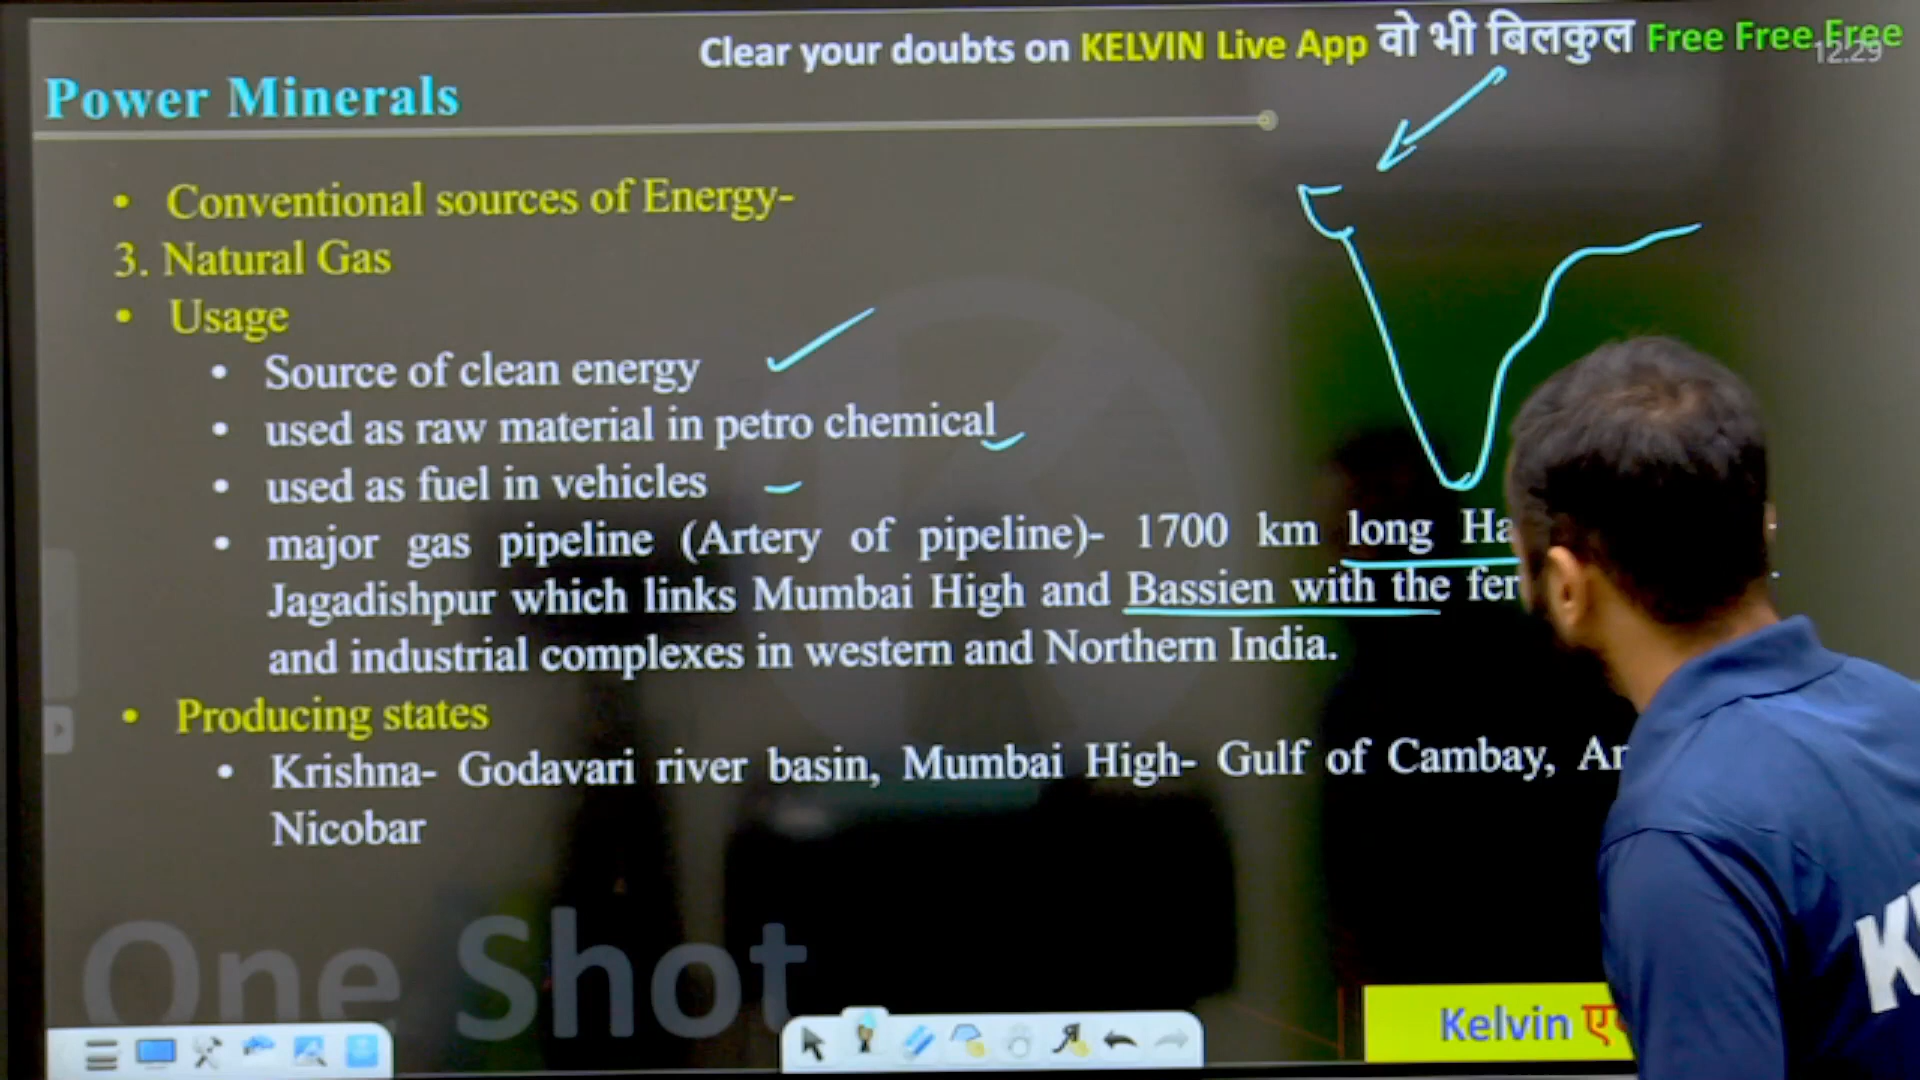 Clear your doubts on KELVIN Live App वो भी बिलकुल Free Free Free
12:29
Power Minerals
• Conventional sources of Energy-
3. Natural Gas
• Usage
• Source of clean energy
• used as raw material in petro chemical
• used as fuel in vehicles
• major gas pipeline (Artery of pipeline)- 1700 km long
Jagadishpur which links Mumbai High and Bassien with the
and industrial complexes in western and Northern India.
• Producing states
• Krishna- Godavari river basin, Mumbai High- Gulf of Cambay,
Nicobar
One Shot
Kelvin